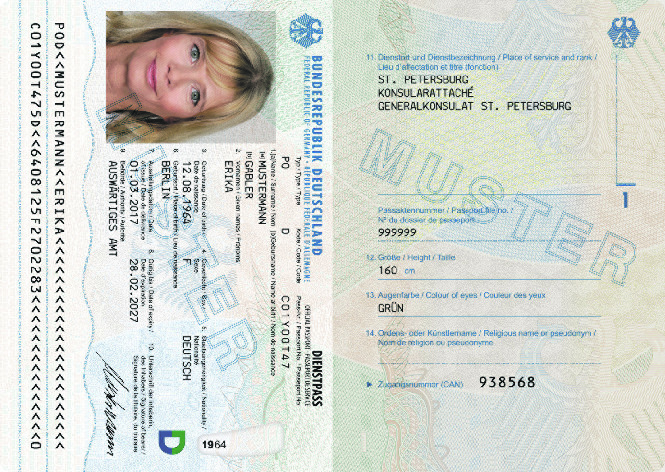 BUNDESREPUBLIK DEUTSCHLAND
FEDERAL REPUBLIC OF GERMANY / RÉPUBLIQUE FÉDÉRALE D'ALLEMAGNE
DIENSTPASS
OFFICIAL PASSPORT / PASSEPORT DE SERVICE
Typ / Type / Type
Kode / Code / Code
Pass-Nr. / Passport No. / Passeport No
PO
D
C01Y00T47
1.[a]Name / Surname / Nom [b]Geburtsname / Name at birth / Nom de naissance
[a]MUSTERMANN
[b]GABLER
2. Vornamen / Given names / Prénoms
ERIKA
3. Geburtstag / Date of birth / Date de naissance
12.08.1964
4. Geschlecht / Sex / Sexe
F
5. Staatsangehörigkeit / Nationality / Nationalité
DEUTSCH
6. Geburtsort / Place of birth / Lieu de naissance
BERLIN
7. Ausstellungsdatum / Date of issue / Date de délivrance
01.03.2017
8. Gültig bis / Date of expiry / Date d'expiration
28.02.2027
9. Behörde / Authority / Autorité
AUSWÄRTIGES AMT
10. Unterschrift der Inhaberin,
des Inhabers / Signature of bearer /
Signature de la titulaire, du titulaire
D
1964
POD<<MUSTERMANN<<ERIKA<<<<<<<<<<<<<<<<<<<<<<
C01Y00T475D<<6408125F2702283<<<<<<<<<<<<<<<0
MUSTER
11. Dienstort und Dienstbezeichnung / Place of service and rank /
Lieu d'affectation et titre (fonction)
ST. PETERSBURG
KONSULARATTACHÉ
GENERALKONSULAT ST. PETERSBURG
MUSTER
1
Passaktennummer / Passport file no. /
N° de dossier de passeport
999999
12. Größe / Height / Taille
160 cm
13. Augenfarbe / Colour of eyes / Couleur des yeux
GRÜN
14. Ordens- oder Künstlername / Religious name or pseudonym /
Nom de religion ou pseudonyme
Zugangsnummer (CAN) 938568